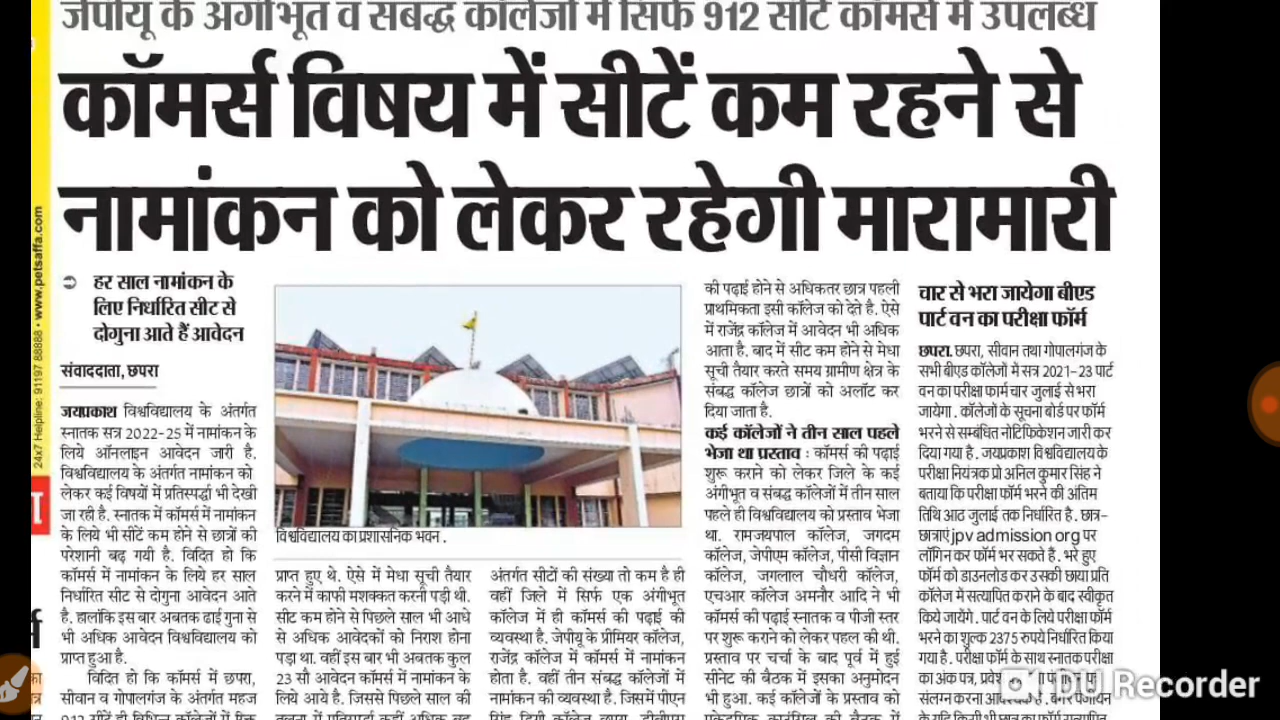 जेपीयू के अंगीभूत व संबद्ध कॉलेजों में सिर्फ 912 सीटें कॉमर्स में उपलब्ध
कॉमर्स विषय में सीटें कम रहने से
नामांकन को लेकर रहेगी मारामारी
हर साल नामांकन के
लिए निर्धारित सीट से
दोगुना आते हैं आवेदन
संवाददाता, छपरा
जयप्रकाश विश्वविद्यालय के अंतर्गत
स्नातक सत्र 2022-25 में नामांकन के
लिये ऑनलाइन आवेदन जारी है.
विश्वविद्यालय के अंतर्गत नामांकन को
लेकर कई विषयों में प्रतिस्पर्द्धा भी देखी
जा रही है. स्नातक में कॉमर्स में नामांकन
के लिये भी सीटें कम होने से छात्रों की
परेशानी बढ़ गयी है. विदित हो कि
कॉमर्स में नामांकन के लिये हर साल
निर्धारित सीट से दोगुना आवेदन आते
है. हालांकि इस बार अबतक ढाई गुना से
भी अधिक आवेदन विश्वविद्यालय को
प्राप्त हुआ है.
विदित हो कि कॉमर्स में छपरा,
सीवान व गोपालगंज के अंतर्गत महज
विश्वविद्यालय का प्रशासनिक भवन .
प्राप्त हुए थे. ऐसे में मेधा सूची तैयार
करने में काफी मशक्कत करनी पड़ी थी.
सीट कम होने से पिछले साल भी आधे
से अधिक आवेदकों को निराश होना
पड़ा था. वहीं इस बार भी अबतक कुल
23 सौ आवेदन कॉमर्स में नामांकन के
लिये आये है. जिससे पिछले साल की
अंतर्गत सीटों की संख्या तो कम है ही
वहीं जिले में सिर्फ एक अंगीभूत
कॉलेज में ही कॉमर्स की पढ़ाई की
व्यवस्था है. जेपीयू के प्रीमियर कॉलेज,
राजेंद्र कॉलेज में कॉमर्स में नामांकन
होता है. वहीं तीन संबद्ध कॉलेजों में
नामांकन की व्यवस्था है. जिसमें पीएन
की पढ़ाई होने से अधिकतर छात्र पहली
प्राथमिकता इसी कॉलेज को देते है. ऐसे
में राजेंद्र कॉलेज में आवेदन भी अधिक
आता है. बाद में सीट कम होने से मेधा
सूची तैयार करते समय ग्रामीण क्षेत्र के
संबद्ध कॉलेज छात्रों को अलॉट कर
दिया जाता है.
कई कॉलेजों ने तीन साल पहले
भेजा था प्रस्ताव : कॉमर्स की पढ़ाई
शुरू कराने को लेकर जिले के कई
अंगीभूत व संबद्ध कॉलेजों में तीन साल
पहले ही विश्वविद्यालय को प्रस्ताव भेजा
था. रामजयपाल कॉलेज, जगदम
कॉलेज, जेपीएम कॉलेज, पीसी विज्ञान
कॉलेज, जगलाल चौधरी कॉलेज,
एचआर कॉलेज अमनौर आदि ने भी
कॉमर्स की पढ़ाई स्नातक व पीजी स्तर
पर शुरू कराने को लेकर पहल की थी.
प्रस्ताव पर चर्चा के बाद पूर्व में हुई
सीनेट की बैठक में इसका अनुमोदन
भी हुआ. कई कॉलेजों के प्रस्ताव को
चार से भरा जायेगा बीएड
पार्ट वन का परीक्षा फॉर्म
छपरा. छपरा, सीवान तथा गोपालगंज के
सभी बीएड कॉलेजों में सत्र 2021-23 पार्ट
वन का परीक्षा फार्म चार जुलाई से भरा
जायेगा . कॉलेजों के सूचना बोर्ड पर फॉर्म
भरने से सम्बंधित नोटिफिकेशन जारी कर
दिया गया है . जयप्रकाश विश्वविद्यालय के
परीक्षा नियंत्रक प्रो अनिल कुमार सिंह ने
बताया कि परीक्षा फॉर्म भरने की अंतिम
तिथि आठ जुलाई तक निर्धारित है . छात्र-
छात्राएं jpv admission org पर
लॉगिन कर फॉर्म भर सकते है . भरे हुए
फॉर्म को डाउनलोड कर उसकी छाया प्रति
कॉलेज में सत्यापित कराने के बाद स्वीकृत
किये जायेंगे . पार्ट वन के लिये परीक्षा फॉर्म
भरने का शुल्क 2375 रुपये निर्धारित किया
गया है . परीक्षा फॉर्म के साथ स्नातक परीक्षा
का अंक पत्र,
संलग्न करना
24x7 Helpline: 91197 88888 • www.petsaffa.com
DU Recorder